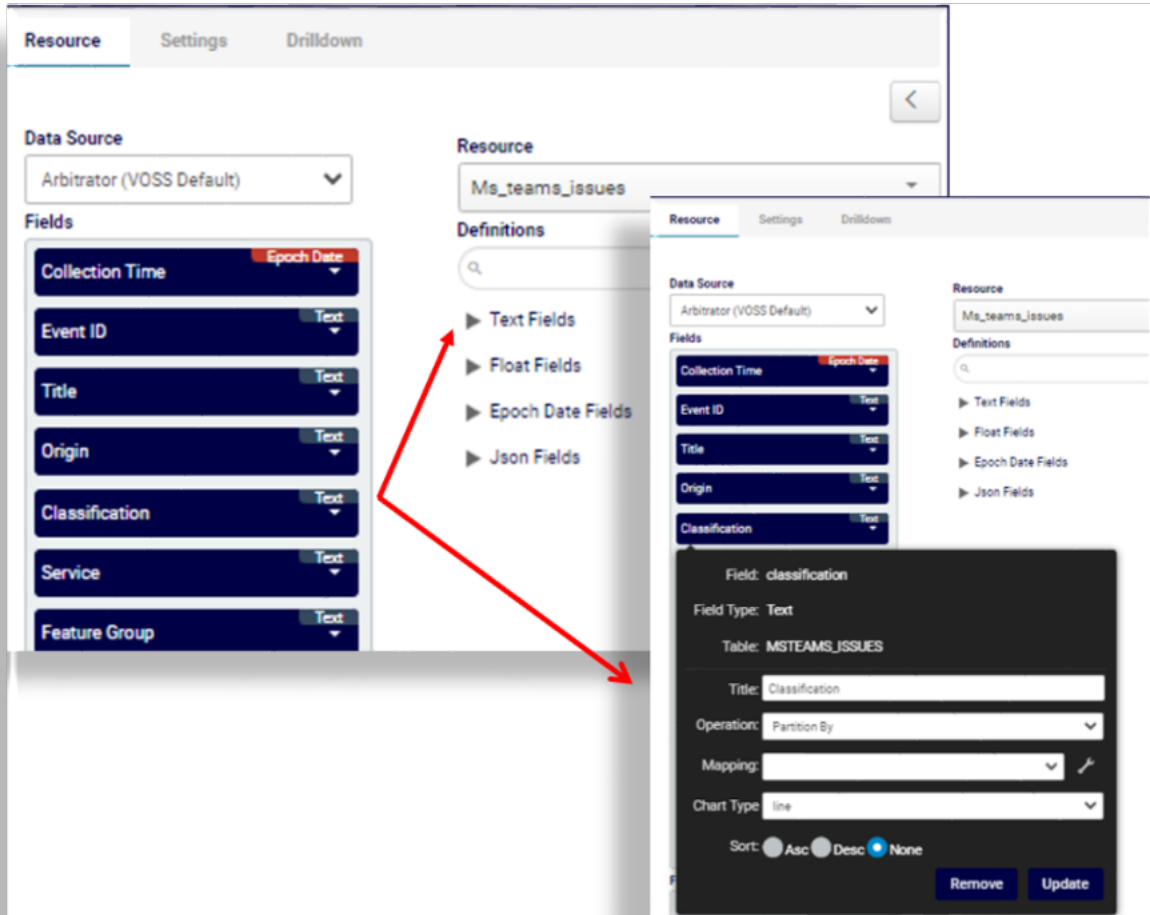 Resource Settings Drilldown
Data Source
Arbitrator (VOSS Default)
Fields
Collection Time Epoch Date
Event ID Text
Title Text
Origin Text
Classification Text
Service Text
Feature Group Text
Resource
Ms_teams_issues
Definitions
Text Fields
Float Fields
Epoch Date Fields
Json Fields
Resource Settings Drilldown
Data Source
Arbitrator (VOSS Default)
Fields
Collection Time Epoch Date
Event ID Text
Title Text
Origin Text
Classification Text
Resource
Ms_teams_issues
Definitions
Text Fields
Float Fields
Epoch Date Fields
Json Fields
Field: classification
Field Type: Text
Table: MSTEAMS_ISSUES
Title: Classification
Operation: Partition By
Mapping:
Chart Type line
Sort: Asc Desc None
Remove Update